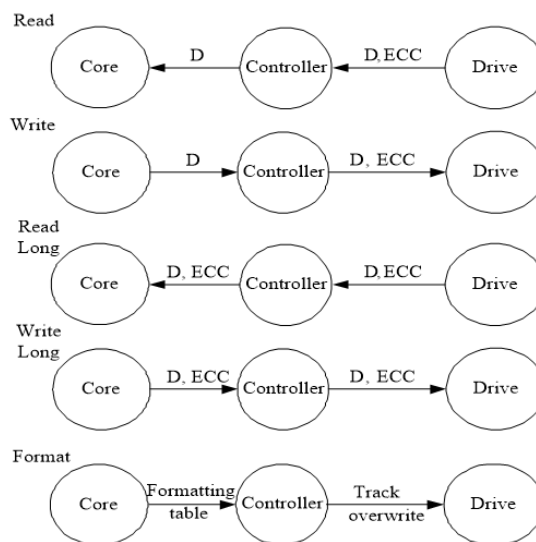 Read
Core D Controller D,ECC Drive
Write
Core D Controller D, ECC Drive
Read
Long
Core D, ECC Controller D,ECC Drive
Write
Long
Core D, ECC Controller D, ECC Drive
Format
Core Formatting table Controller Track overwrite Drive